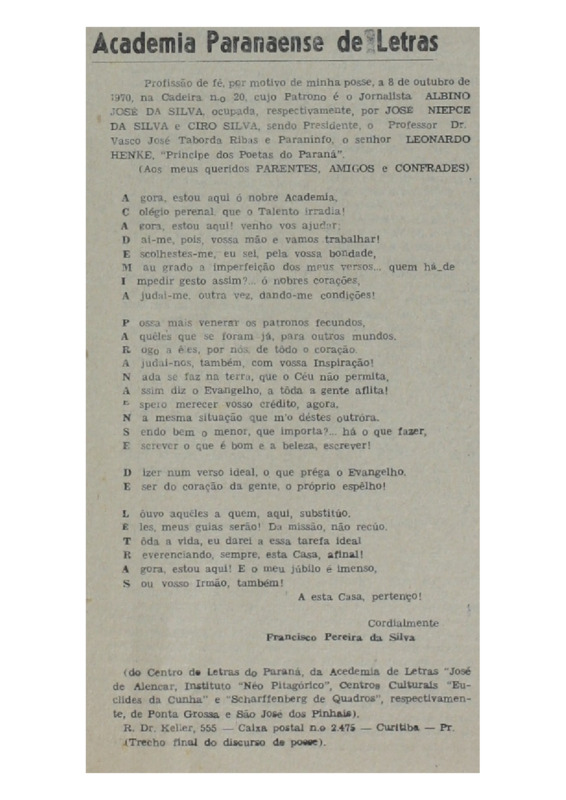 Academia Paranaense de Letras
Profissão de fé, por motivo de minha posse, a 8 de outubro de
1970, na Cadeira n.o 20, cujo Patrono é o Jornalista ALBINO
JOSÉ DA SILVA, ocupada, respectivamente, por JOSÉ NIEPCE
DA SILVA e CIRO SILVA, sendo Presidente, o Professor Dr.
Vasco José Taborda Ribas e Paraninfo, o senhor LEONARDO
HENKE, "Príncipe dos Poetas do Paraná".
(Aos meus queridos PARENTES, AMIGOS e CONFRADES)
A gora, estou aqui ó nobre Academia,
C olégio perenal, que o Talento irradia!
A gora, estou aqui! venho vos ajudar;
D ai-me, pois, vossa mão e vamos trabalhar!
E scolhestes-me, eu sei, pela vossa bondade,
M au grado a imperfeição dos meus versos... quem há_de
I mpedir gesto assim?... ó nobres corações,
A judai-me, outra vez, dando-me condições!
P ossa mais venerar os patronos fecundos,
A quêles que se foram já, para outros mundos.
R ogo a êles, por nós, de tôdo o coração.
A judai-nos, também, com vossa Inspiração!
N ada se faz na terra, que o Céu não permita,
A ssim diz o Evangelho, a tôda a gente aflita!
E spero merecer vosso crédito, agora,
N a mesma situação que m'o déstes outróra.
S endo bem o menor, que importa?... há o que fazer,
E screver o que é bom e a beleza, escrever!
D izer num verso ideal, o que préga o Evangelho,
E ser do coração da gente, o próprio espêlho!
L ôuvo aquêles a quem, aqui, substitúo.
E les, meus guias serão! Da missão, não recúo.
T ôda a vida, eu darei a essa tarefa ideal
R everenciando, sempre, esta Casa, afinal!
A gora, estou aqui! E o meu júbilo é imenso,
S ou vosso Irmão, também!
A esta Casa, pertenço!
Cordialmente
Francisco Pereira da Silva
(do Centro de Letras do Paraná, da Acedemia de Letras "José
de Alencar, Instituto "Néo Pitagórico", Centros Culturais "Eu-
clides da Cunha" e "Scharffenberg de Quadros", respectivamen-
te, de Ponta Grossa e São José dos Pinhais).
R. Dr. Keller, 555 — Caixa postal n.o 2.475 — Curitiba — Pr.
(Trecho final do discurso de posse).